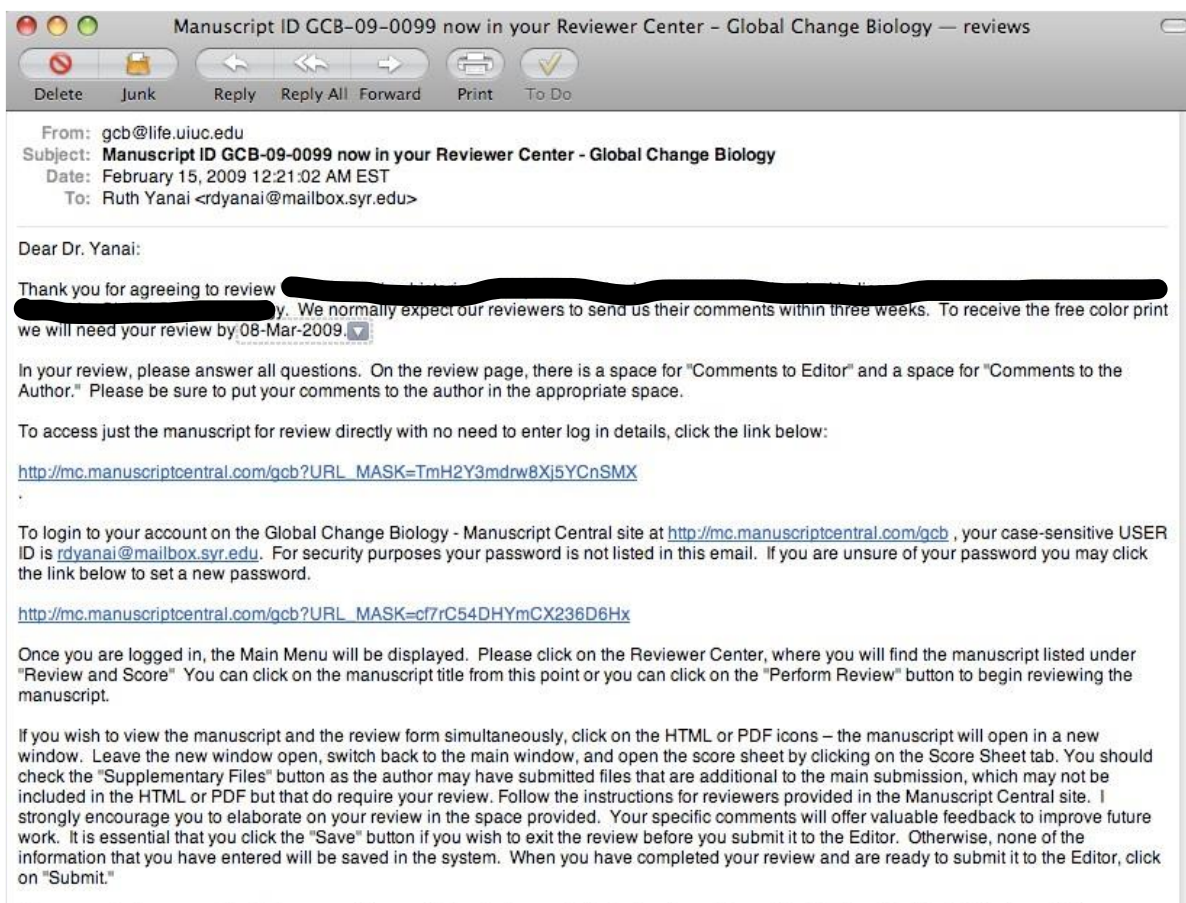 Manuscript ID GCB-09-0099 now in your Reviewer Center – Global Change Biology — reviews
Delete Junk Reply Reply All Forward Print To Do
From: gcb@life.uiuc.edu
Subject: Manuscript ID GCB-09-0099 now in your Reviewer Center - Global Change Biology
Date: February 15, 2009 12:21:02 AM EST
To: Ruth Yanai <rdyanai@mailbox.syr.edu>
Dear Dr. Yanai:
Thank you for agreeing to review
We normally expect our reviewers to send us their comments within three weeks. To receive the free color print
we will need your review by 08-Mar-2009.
In your review, please answer all questions. On the review page, there is a space for "Comments to Editor" and a space for "Comments to the
Author." Please be sure to put your comments to the author in the appropriate space.
To access just the manuscript for review directly with no need to enter log in details, click the link below:
http://mc.manuscriptcentral.com/gcb?URL_MASK=TmH2Y3mdrw8Xj5YCnSMX
.
To login to your account on the Global Change Biology - Manuscript Central site at http://mc.manuscriptcentral.com/gcb , your case-sensitive USER
ID is rdyanai@mailbox.syr.edu. For security purposes your password is not listed in this email. If you are unsure of your password you may click
the link below to set a new password.
http://mc.manuscriptcentral.com/gcb?URL_MASK=cf7rC54DHYmCX236D6Hx
Once you are logged in, the Main Menu will be displayed. Please click on the Reviewer Center, where you will find the manuscript listed under
"Review and Score" You can click on the manuscript title from this point or you can click on the "Perform Review" button to begin reviewing the
manuscript.
If you wish to view the manuscript and the review form simultaneously, click on the HTML or PDF icons – the manuscript will open in a new
window. Leave the new window open, switch back to the main window, and open the score sheet by clicking on the Score Sheet tab. You should
check the "Supplementary Files" button as the author may have submitted files that are additional to the main submission, which may not be
included in the HTML or PDF but that do require your review. Follow the instructions for reviewers provided in the Manuscript Central site. I
strongly encourage you to elaborate on your review in the space provided. Your specific comments will offer valuable feedback to improve future
work. It is essential that you click the "Save" button if you wish to exit the review before you submit it to the Editor. Otherwise, none of the
information that you have entered will be saved in the system. When you have completed your review and are ready to submit it to the Editor, click
on "Submit."